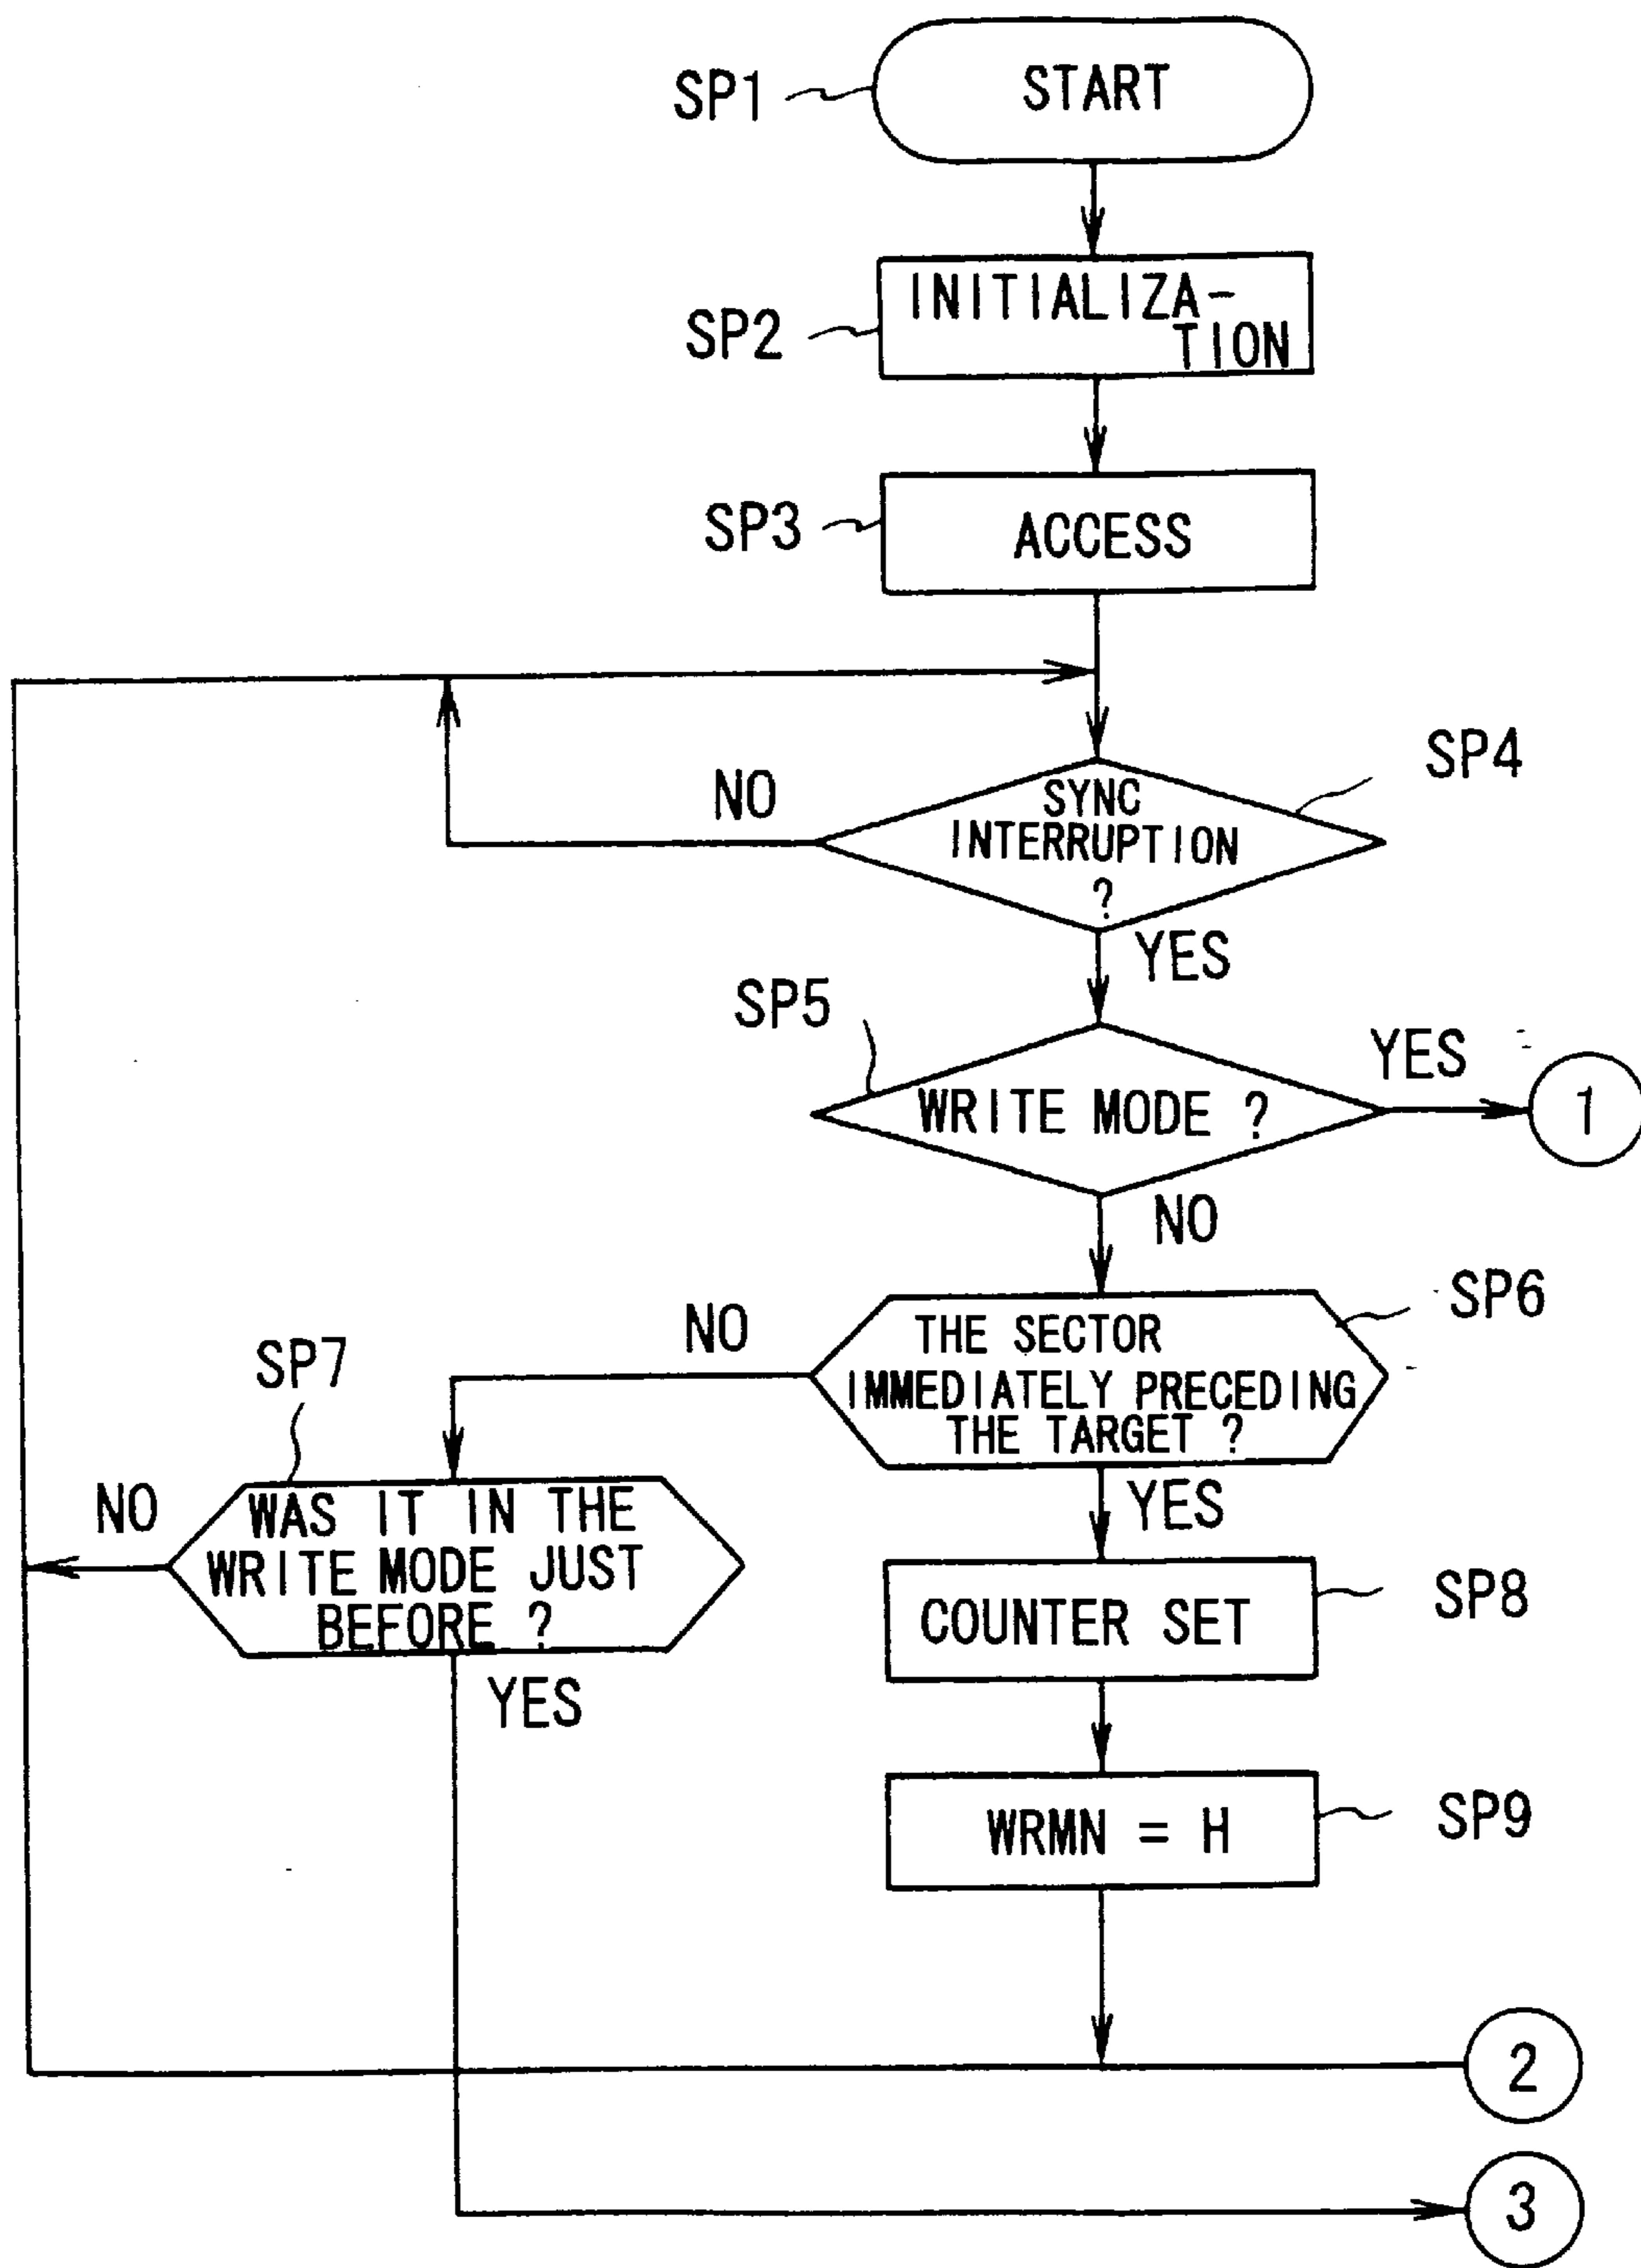 SP1
START
SP2
INITIALIZA-
TION
SP3
ACCESS
SP4
NO
SYNC
INTERRUPTION
?
YES
SP5
YES
WRITE MODE ?
1
NO
SP6
NO
THE SECTOR
IMMEDIATELY PRECEDING
THE TARGET ?
SP7
YES
NO
WAS IT IN THE
WRITE MODE JUST
BEFORE ?
SP8
COUNTER SET
YES
SP9
WRMN = H
2
3